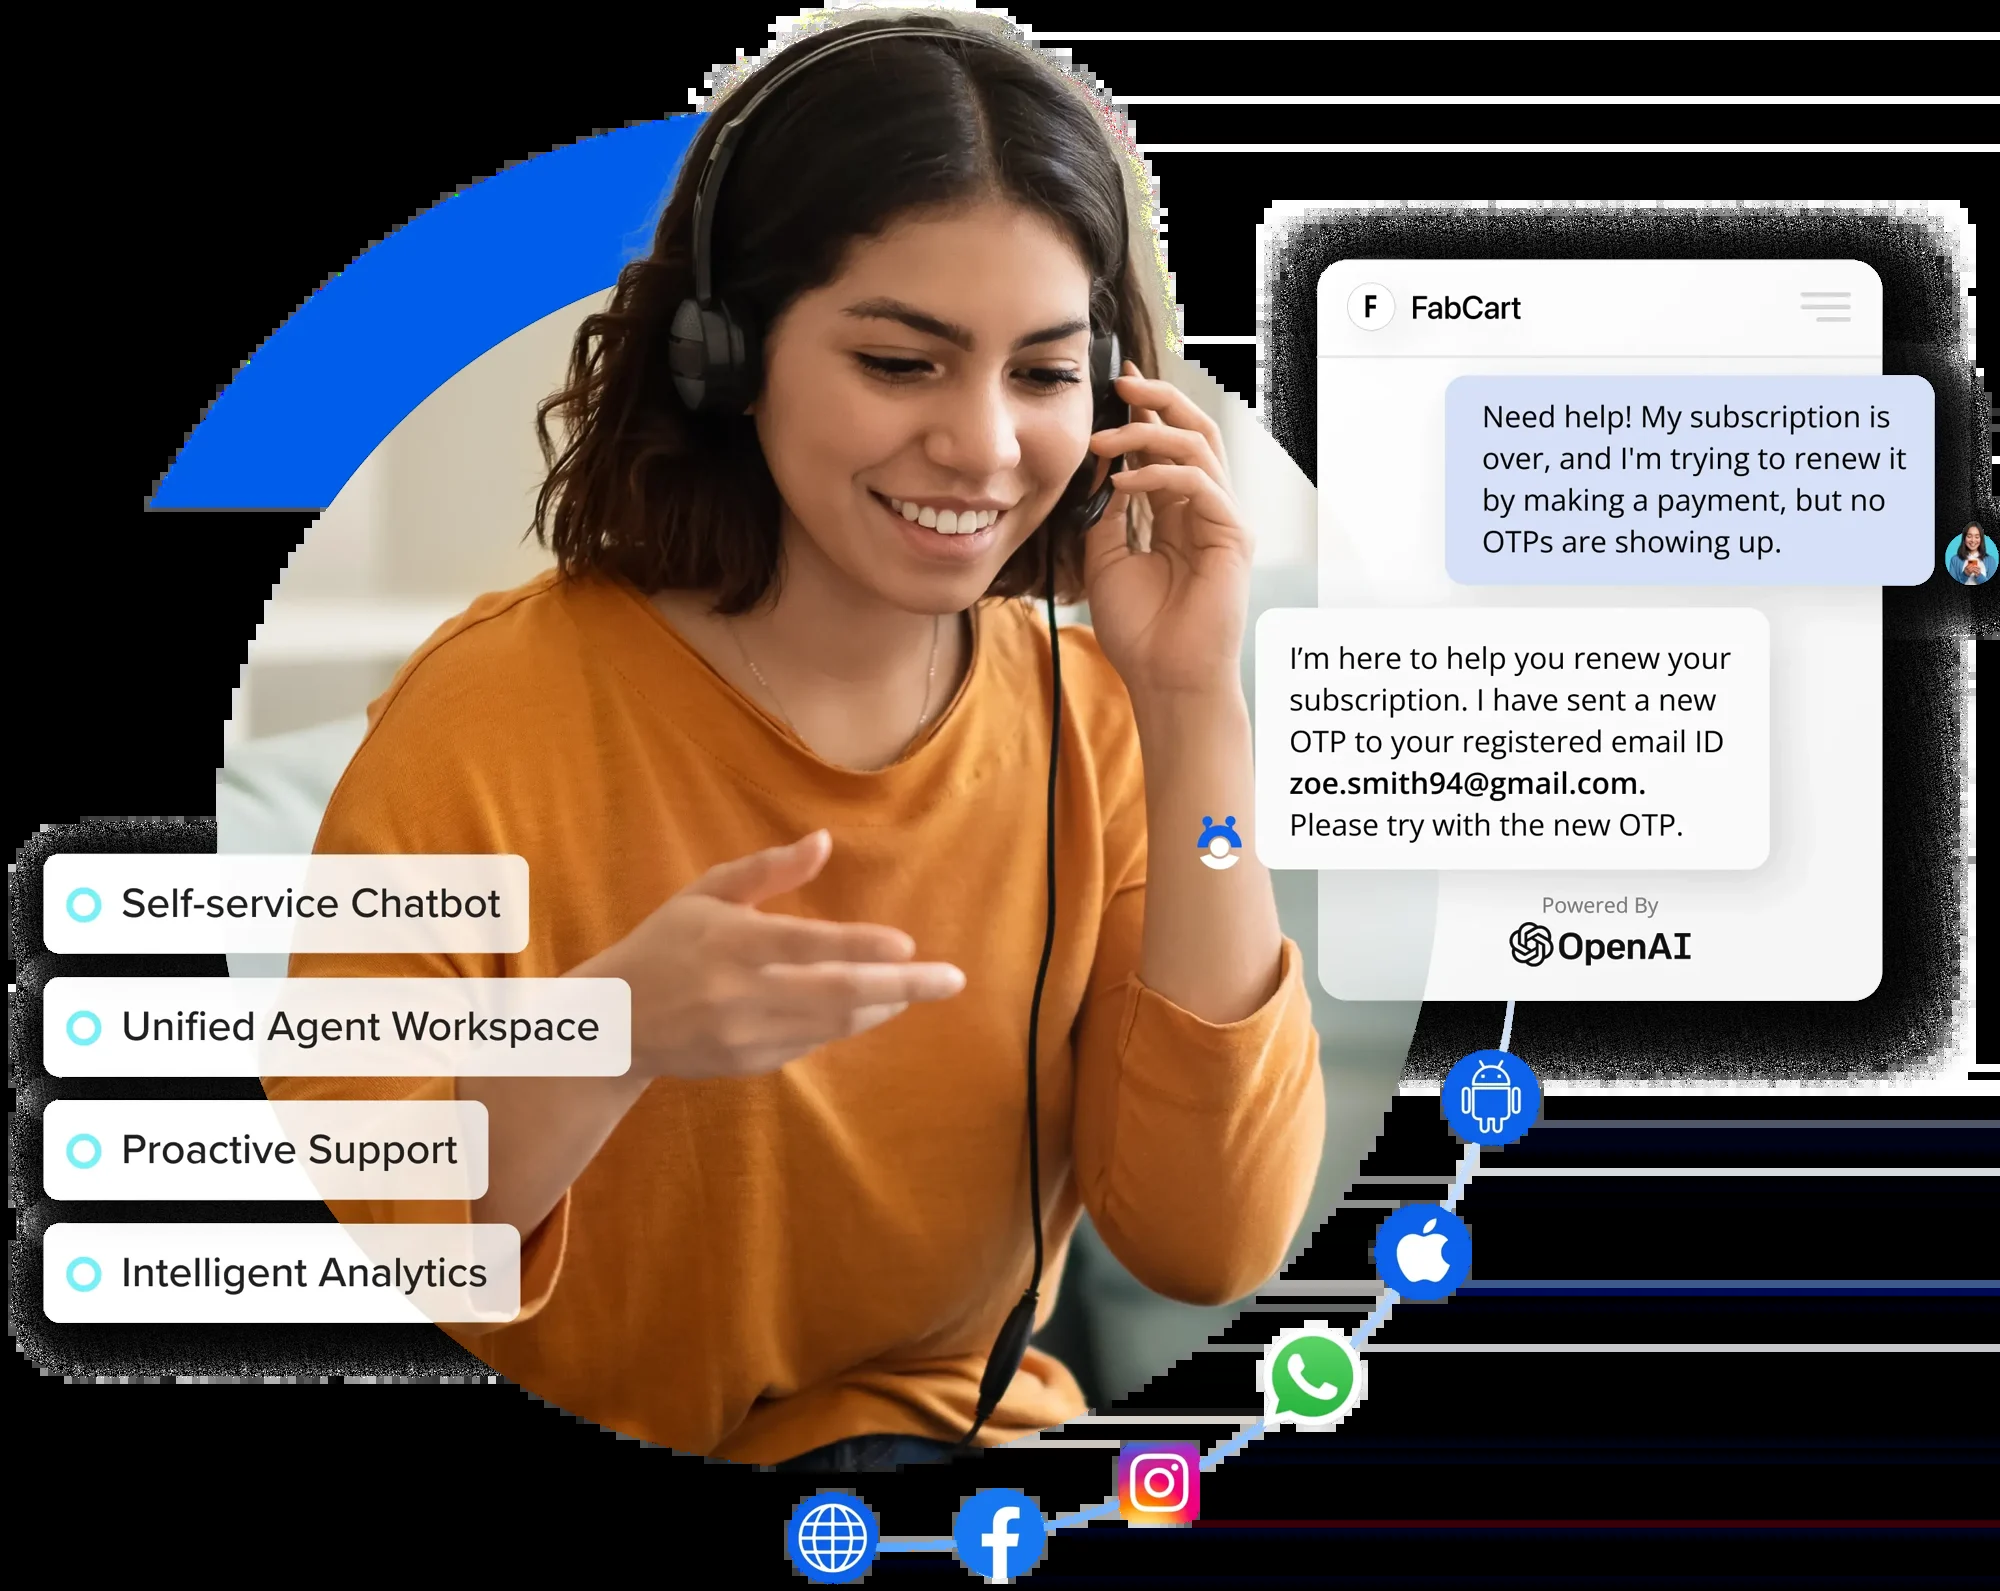 F FabCart
Need help! My subscription is
over, and I'm trying to renew it
by making a payment, but no
OTPs are showing up.
I’m here to help you renew your
subscription. I have sent a new
OTP to your registered email ID
zoe.smith94@gmail.com.
Please try with the new OTP.
Powered By
OpenAI
Self-service Chatbot
Unified Agent Workspace
Proactive Support
Intelligent Analytics